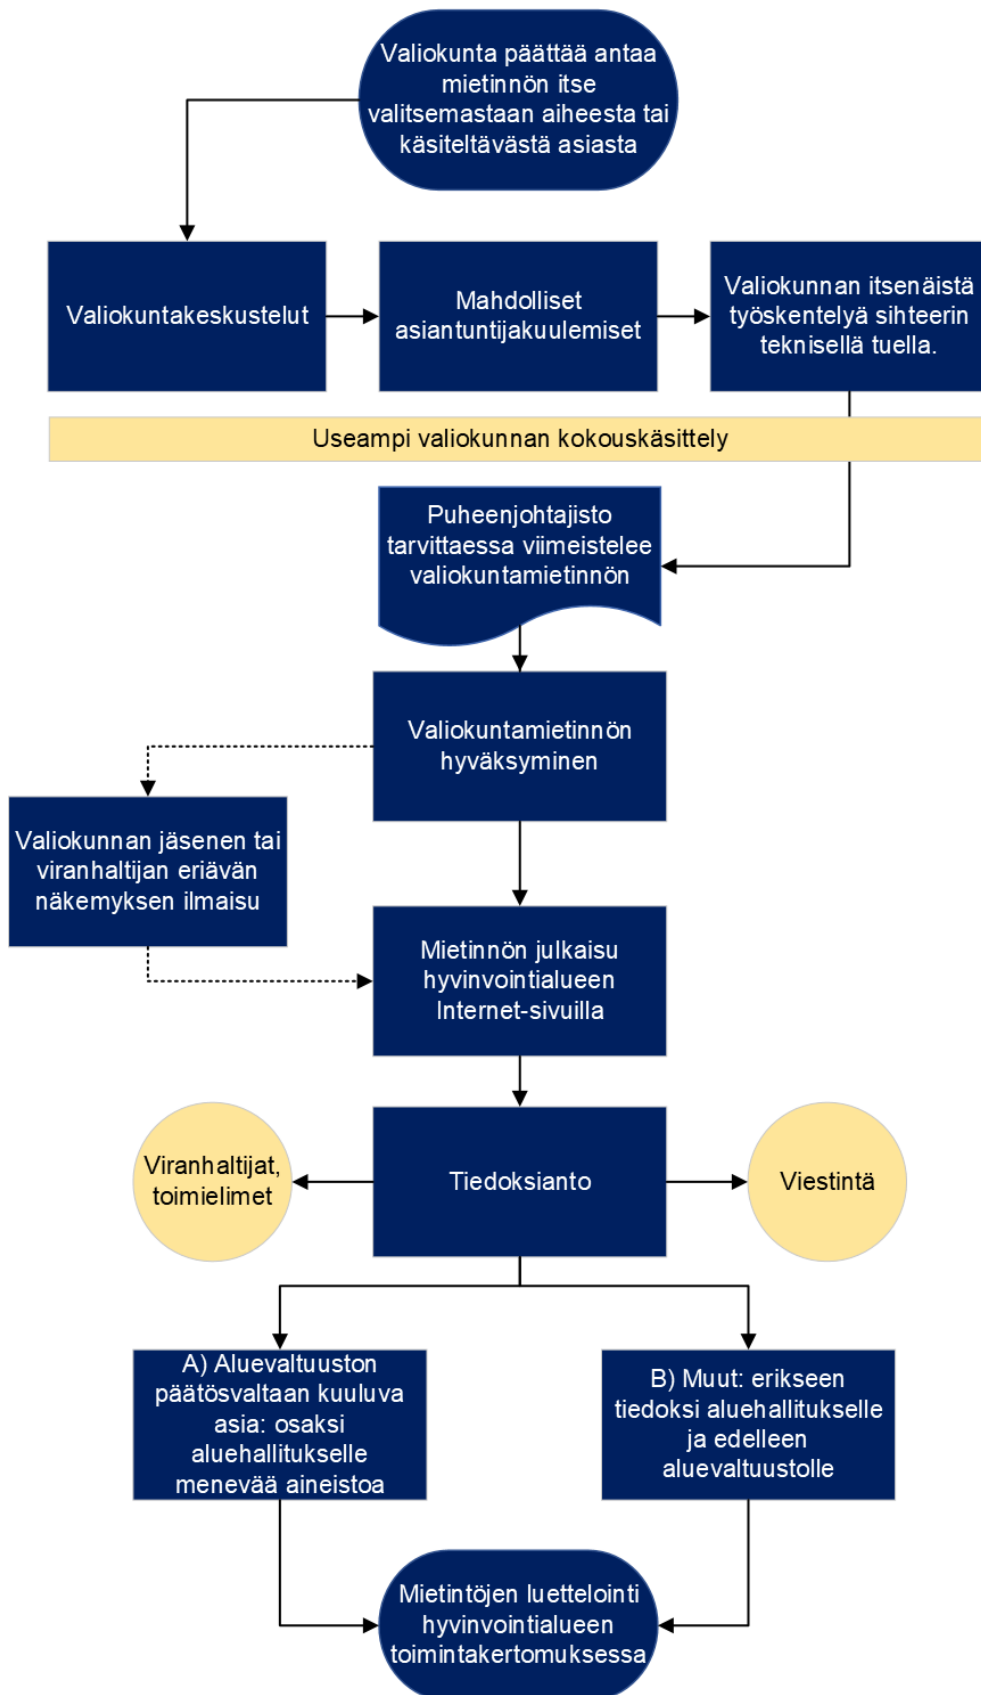 Valiokunta päättää antaa
mietinnön itse
valitsemastaan aiheesta tai
käsiteltävästä asiasta
Valiokuntakeskustelut
Mahdolliset
asiantuntijakuulemiset
Valiokunnan itsenäistä
työskentelyä sihteerin
teknisellä tuella.
Useampi valiokunnan kokouskäsittely
Puheenjohtajisto
tarvittaessa viimeistelee
valiokuntamietinnön
Valiokuntamietinnön
hyväksyminen
Valiokunnan jäsenen tai
viranhaltijan eriävän
näkemyksen ilmaisu
Mietinnön julkaisu
hyvinvointialueen
Internet-sivuilla
Viranhaltijat,
toimielimet
Tiedoksianto
Viestintä
A) Aluevaltuuston
päätösvaltaan kuuluva
asia: osaksi
aluehallitukselle
menevää aineistoa
B) Muut: erikseen
tiedoksi aluehallitukselle
ja edelleen
aluevaltuustolle
Mietintöjen luettelointi
hyvinvointialueen
toimintakertomuksessa